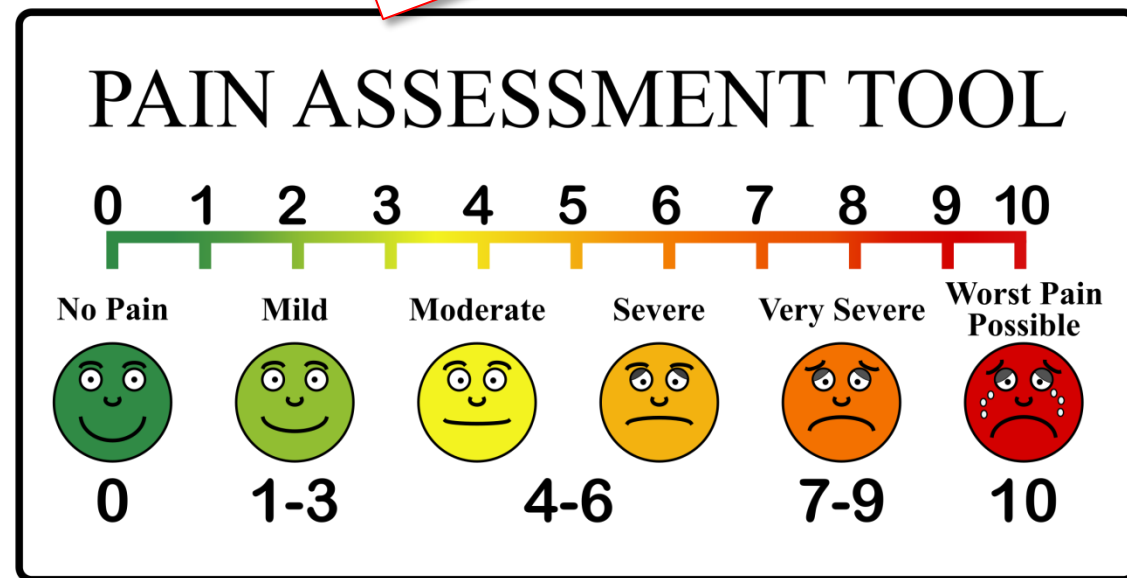 PAIN ASSESSMENT TOOL
0 1 2 3 4 5 6 7 8 9 10
No Pain Mild Moderate Severe Very Severe Worst Pain Possible
0 1-3 4-6 7-9 10